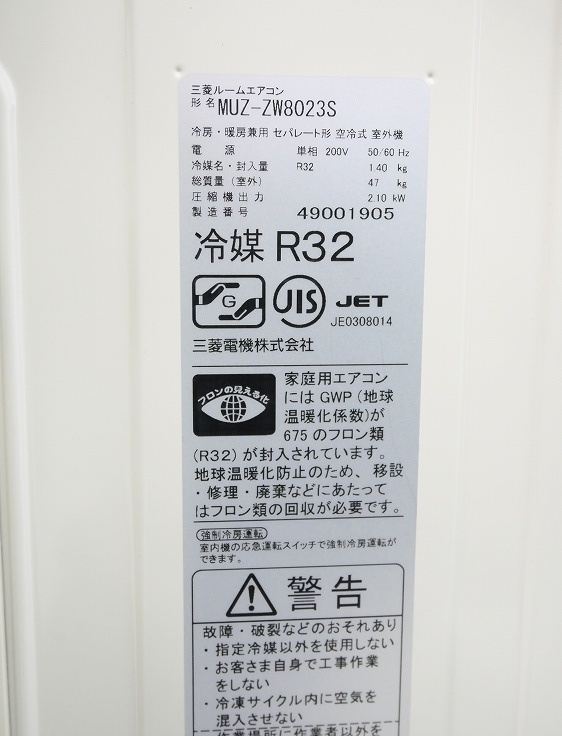 三菱ルームエアコン
形名 MUZ-ZW8023S
冷房・暖房兼用 セパレート形 空冷式 室外機
電源 単相 200V 50/60 Hz
冷媒名・封入量 R32 1.40 kg
総質量(室外) 47 kg
圧縮機出力 2.10 kW
製造番号 49001905
冷媒 R32
G JIS JET
JE0308014
三菱電機株式会社
フロンの見える化
家庭用エアコン
には GWP (地球
温暖化係数)が
675 のフロン類
(R32) が封入されています。
地球温暖化防止のため、移設
・修理・廃棄などにあたって
はフロン類の回収が必要です。
強制冷房運転
室内機の応急運転スイッチで強制冷房運転が
できます。
警告
故障・破裂などのおそれあり
・指定冷媒以外を使用しない
・お客さま自身で工事作業
をしない
・冷凍サイクル内に空気を
混入させない
・作業場所に作業者以外を